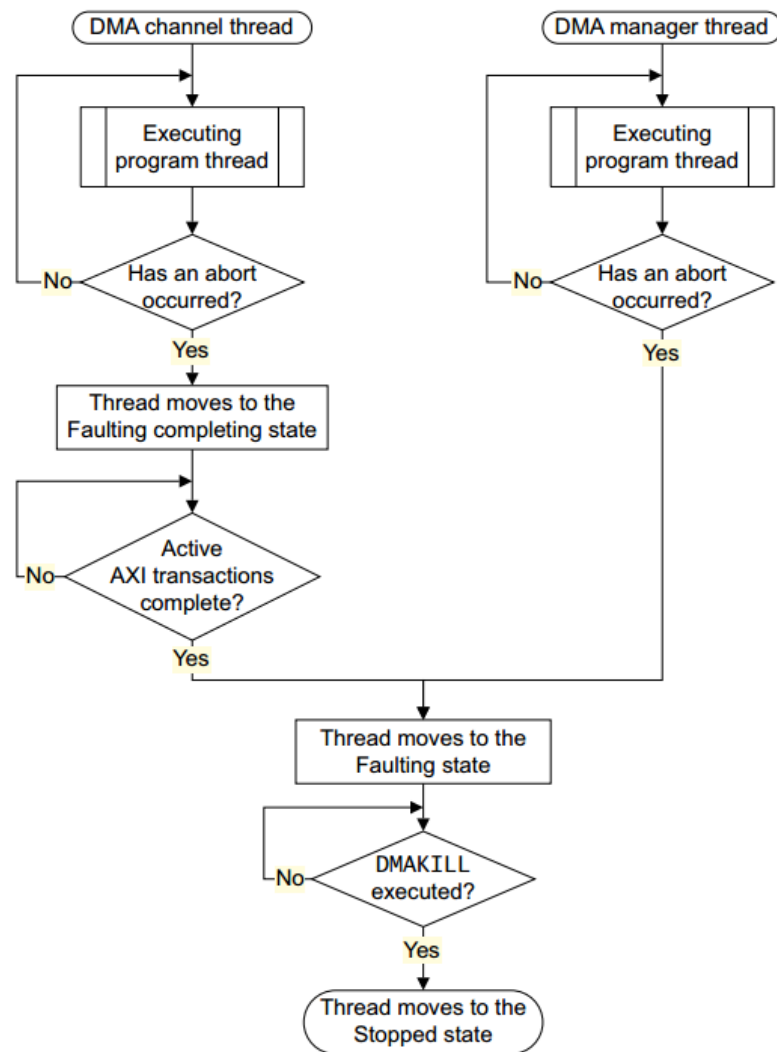 DMA channel thread
DMA manager thread
Executing
program thread
Executing
program thread
Has an abort
occurred?
No
Has an abort
occurred?
No
Yes
Yes
Thread moves to the
Faulting completing state
Active
AXI transactions
complete?
No
Yes
Thread moves to the
Faulting state
DMAKILL
executed?
No
Yes
Thread moves to the
Stopped state